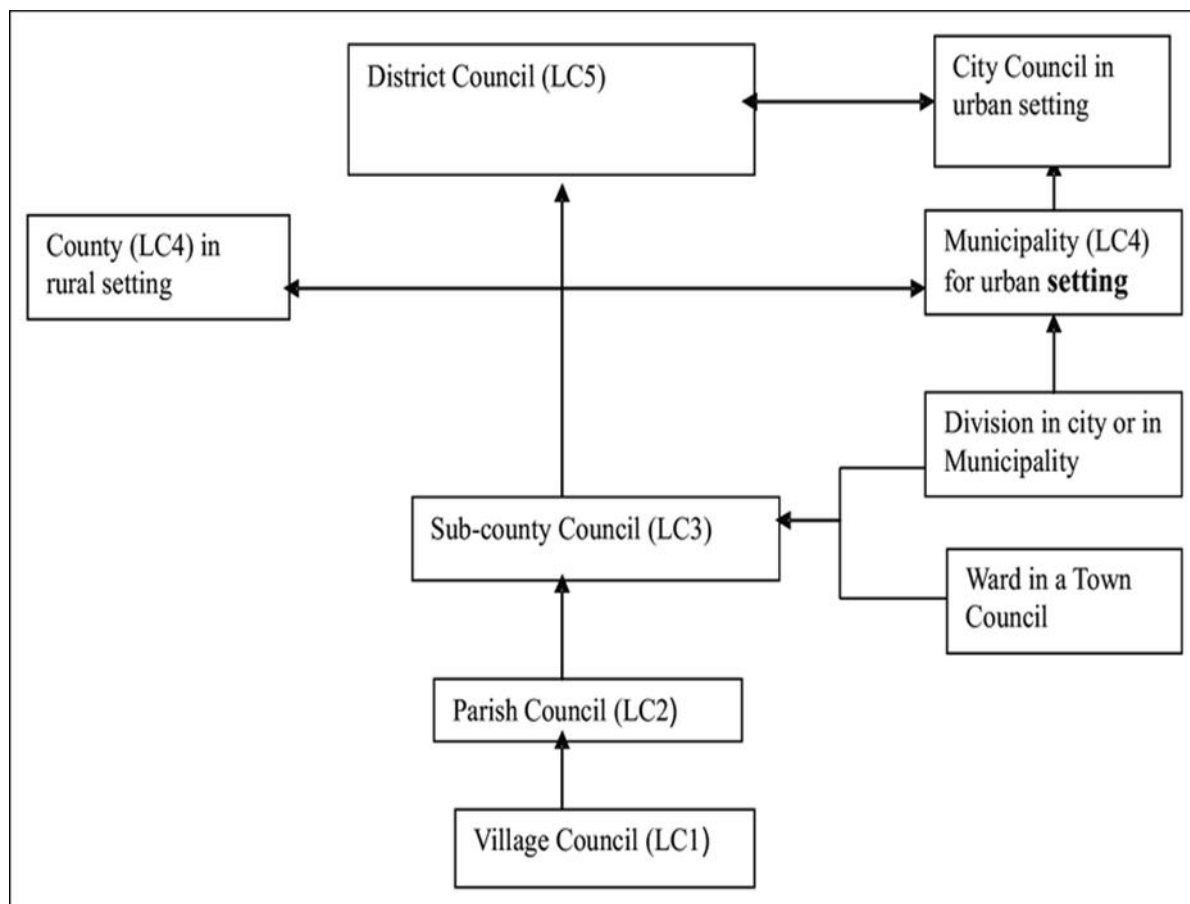 District Council (LC5)
City Council in
urban setting
County (LC4) in
rural setting
Municipality (LC4)
for urban setting
Division in city or in
Municipality
Sub-county Council (LC3)
Ward in a Town
Council
Parish Council (LC2)
Village Council (LC1)